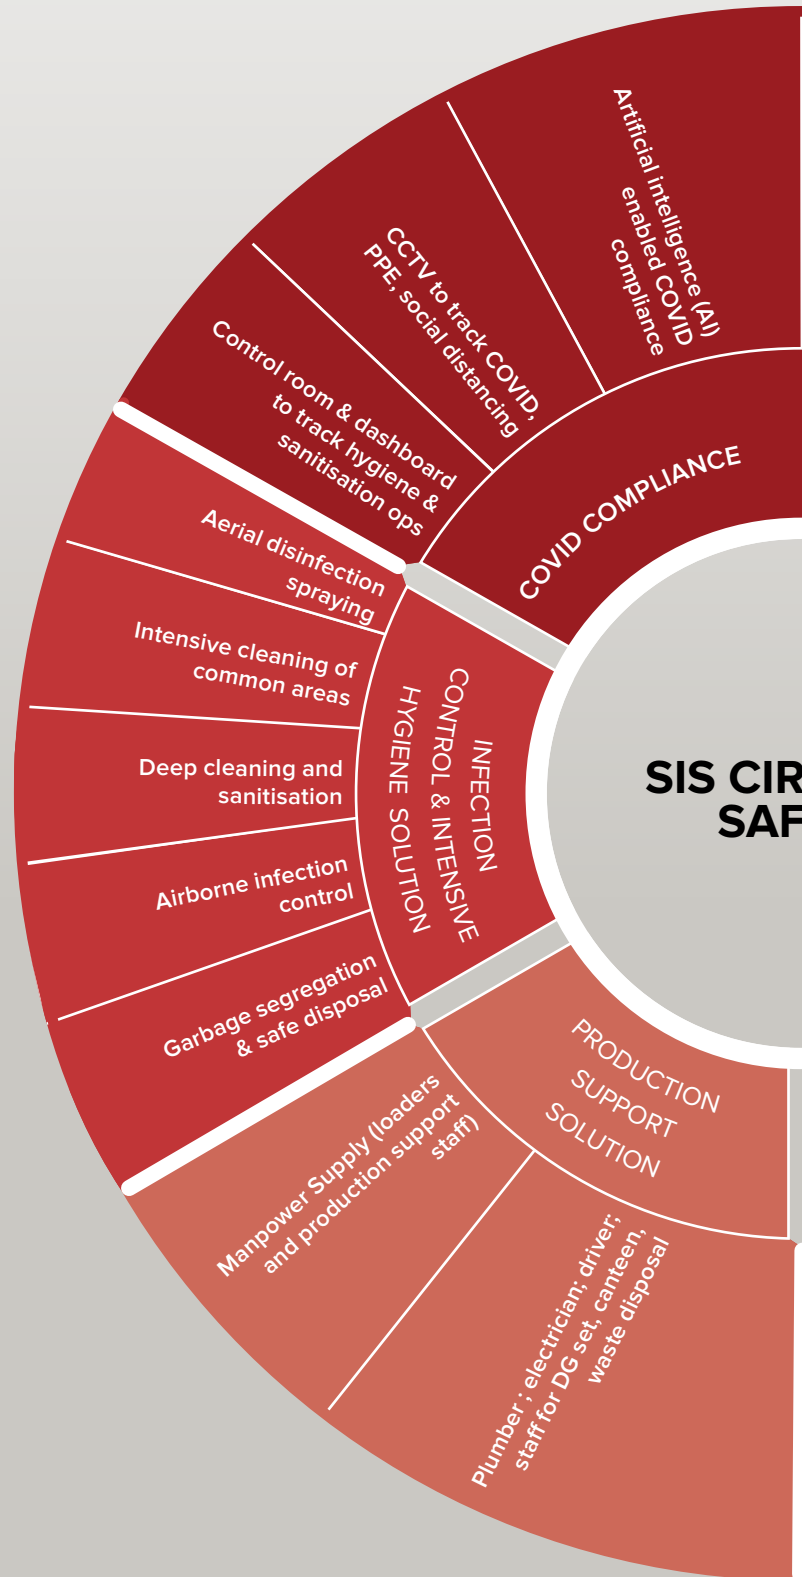 Artificial intelligence (AI)
enabled COVID
compliance
CCTV to track COVID,
PPE, social distancing
Control room & dashboard
to track hygiene &
sanitisation ops
COVID COMPLIANCE
Aerial disinfection
spraying
Intensive cleaning of
common areas
Deep cleaning and
sanitisation
Airborne infection
control
Garbage segregation
& safe disposal
INFECTION
CONTROL & INTENSIVE
HYGIENE SOLUTION
SIS CIR
SAF
PRODUCTION
SUPPORT
SOLUTION
Manpower Supply (loaders
and production support
staff)
Plumber ; electrician; driver;
staff for DG set, canteen,
waste disposal